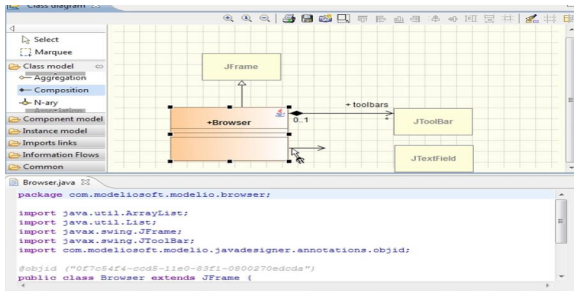 Class diagram
Select
Marquee
Class model
Aggregation
Composition
N-ary
Component model
Instance model
Imports links
Information Flows
Common
JFrame
+Browser
0..1
+ toolbars
*
JToolBar
JTextField
Browser.java
package com.modeliosoft.modelio.browser;
import java.util.ArrayList;
import java.util.List;
import javax.swing.JFrame;
import javax.swing.JToolBar;
import com.modeliosoft.modelio.javadesigner.annotations.objid;
@objid ("0f7c54f4-ccd5-11e0-83f1-0800270edcda")
public class Browser extends JFrame {